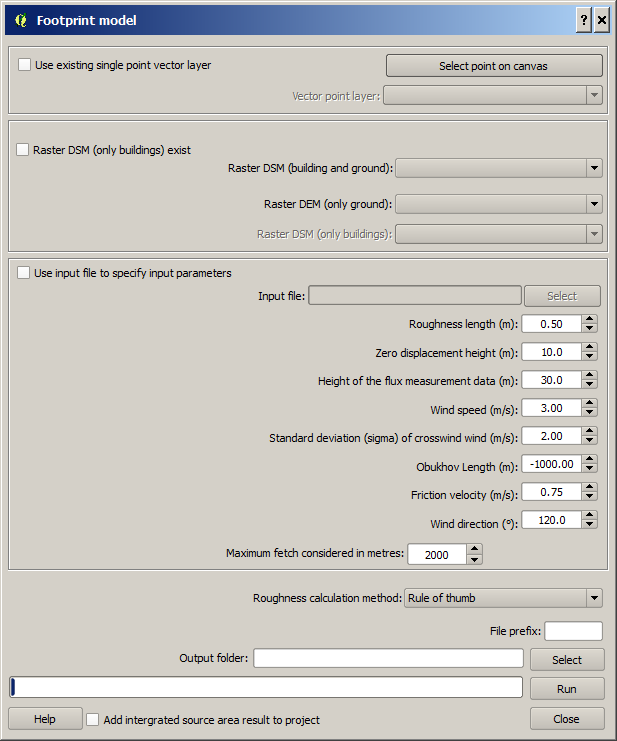 Footprint model
Use existing single point vector layer
Select point on canvas
Vector point layer:
Raster DSM (only buildings) exist
Raster DSM (building and ground):
Raster DEM (only ground):
Raster DSM (only buildings):
Use input file to specify input parameters
Input file:
Select
Roughness length (m): 0.50
Zero displacement height (m): 10.0
Height of the flux measurement data (m): 30.0
Wind speed (m/s): 3.00
Standard deviation (sigma) of crosswind wind (m/s): 2.00
Obukhov Length (m): -1000.00
Friction velocity (m/s): 0.75
Wind direction (°): 120.0
Maximum fetch considered in metres: 2000
Roughness calculation method: Rule of thumb
File prefix:
Output folder:
Select
Run
Help
Add intergrated source area result to project
Close